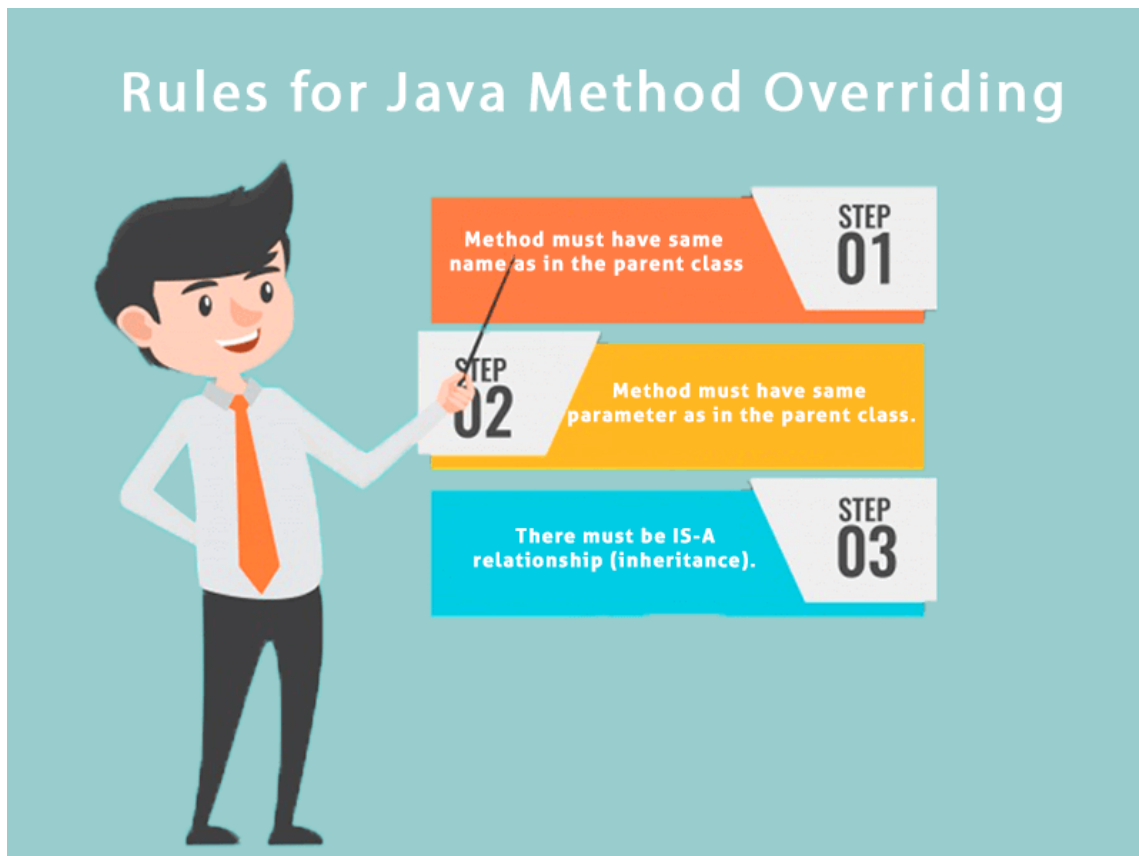 Rules for Java Method Overriding
Method must have same
name as in the parent class
STEP
01
STEP
02
Method must have same
parameter as in the parent class.
There must be IS-A
relationship (inheritance).
STEP
03